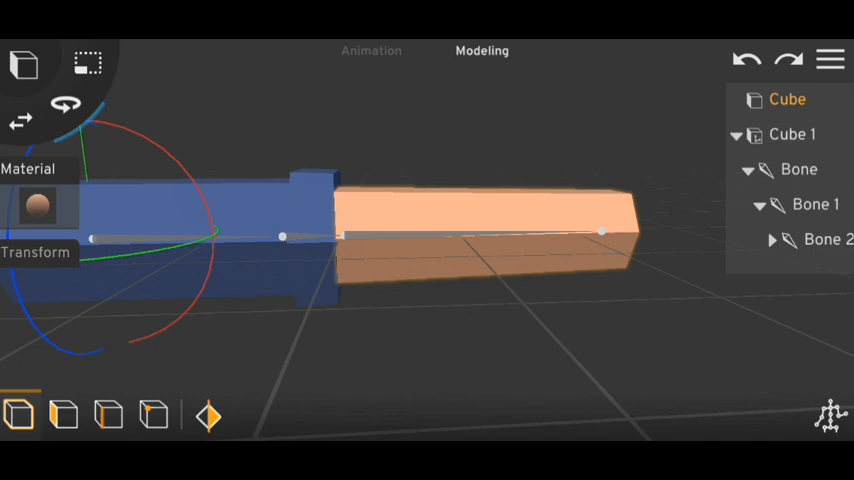 Animation
Modeling
Cube
Cube 1
Material
Bone
Bone 1
Transform
Bone 2